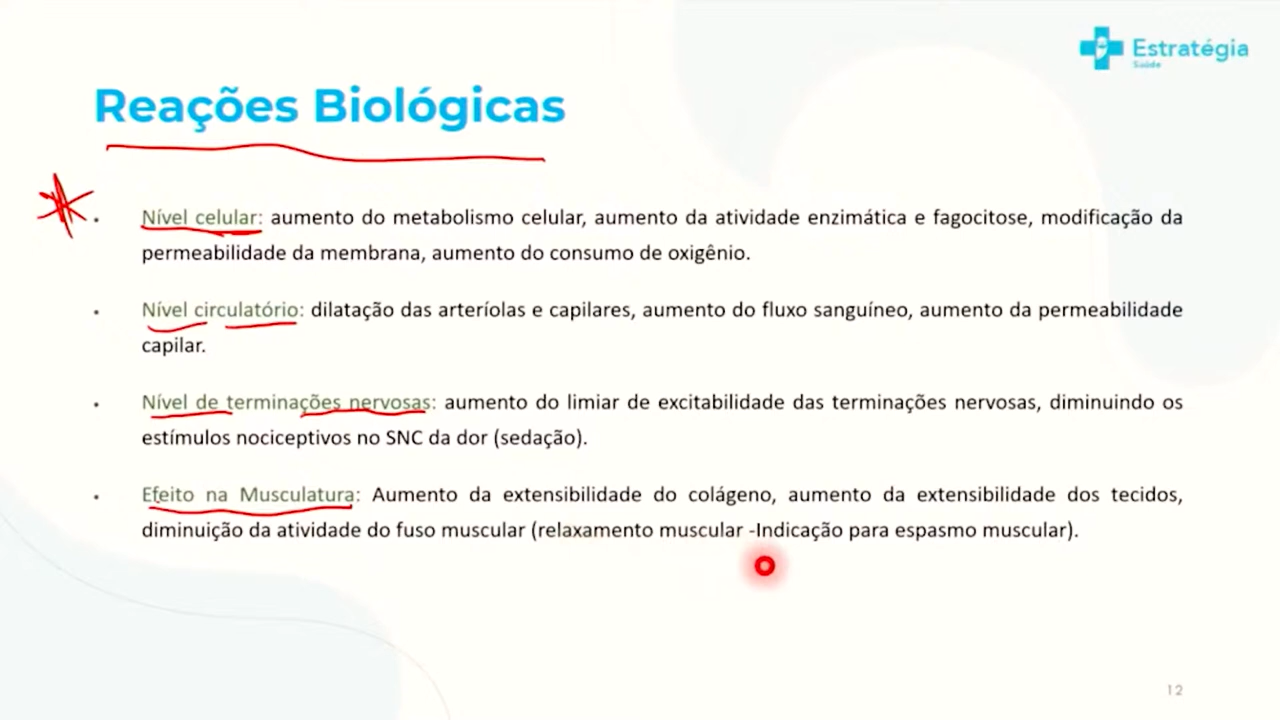 Estratégia
Saúde
Reações Biológicas
• Nível celular: aumento do metabolismo celular, aumento da atividade enzimática e fagocitose, modificação da
permeabilidade da membrana, aumento do consumo de oxigênio.
• Nível circulatório: dilatação das arteríolas e capilares, aumento do fluxo sanguíneo, aumento da permeabilidade
capilar.
• Nível de terminações nervosas: aumento do limiar de excitabilidade das terminações nervosas, diminuindo os
estímulos nociceptivos no SNC da dor (sedação).
• Efeito na Musculatura: Aumento da extensibilidade do colágeno, aumento da extensibilidade dos tecidos,
diminuição da atividade do fuso muscular (relaxamento muscular -Indicação para espasmo muscular).
12